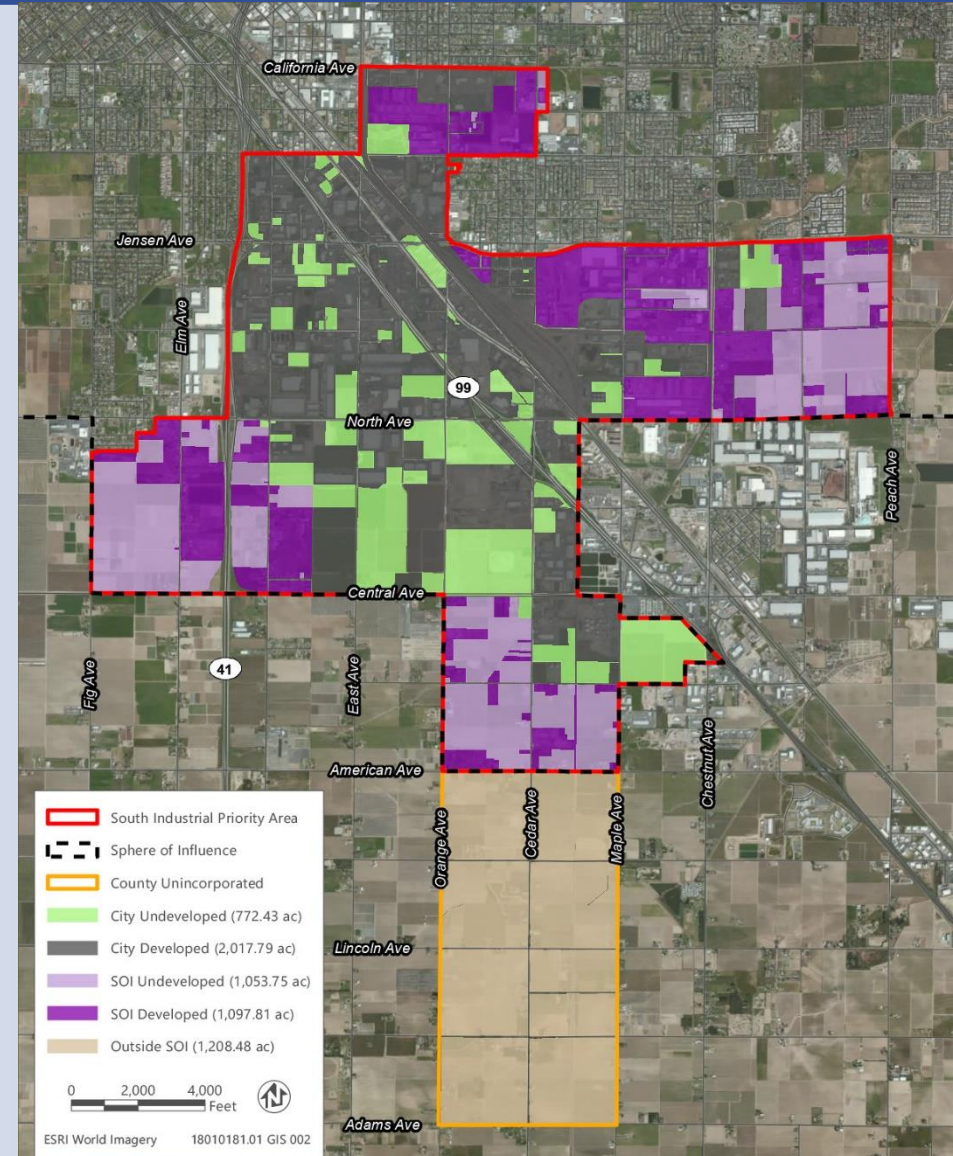 California Ave
Jensen Ave
Elm Ave
99
North Ave
Peach Ave
Central Ave
Fig Ave
41
East Ave
Chestnut Ave
American Ave
Orange Ave
Cedar Ave
Maple Ave
Lincoln Ave
Adams Ave
South Industrial Priority Area
Sphere of Influence
County Unincorporated
City Undeveloped (772.43 ac)
City Developed (2,017.79 ac)
SOI Undeveloped (1,053.75 ac)
SOI Developed (1,097.81 ac)
Outside SOI (1,208.48 ac)
0 2,000 4,000
Feet
N
ESRI World Imagery 18010181.01 GIS 002